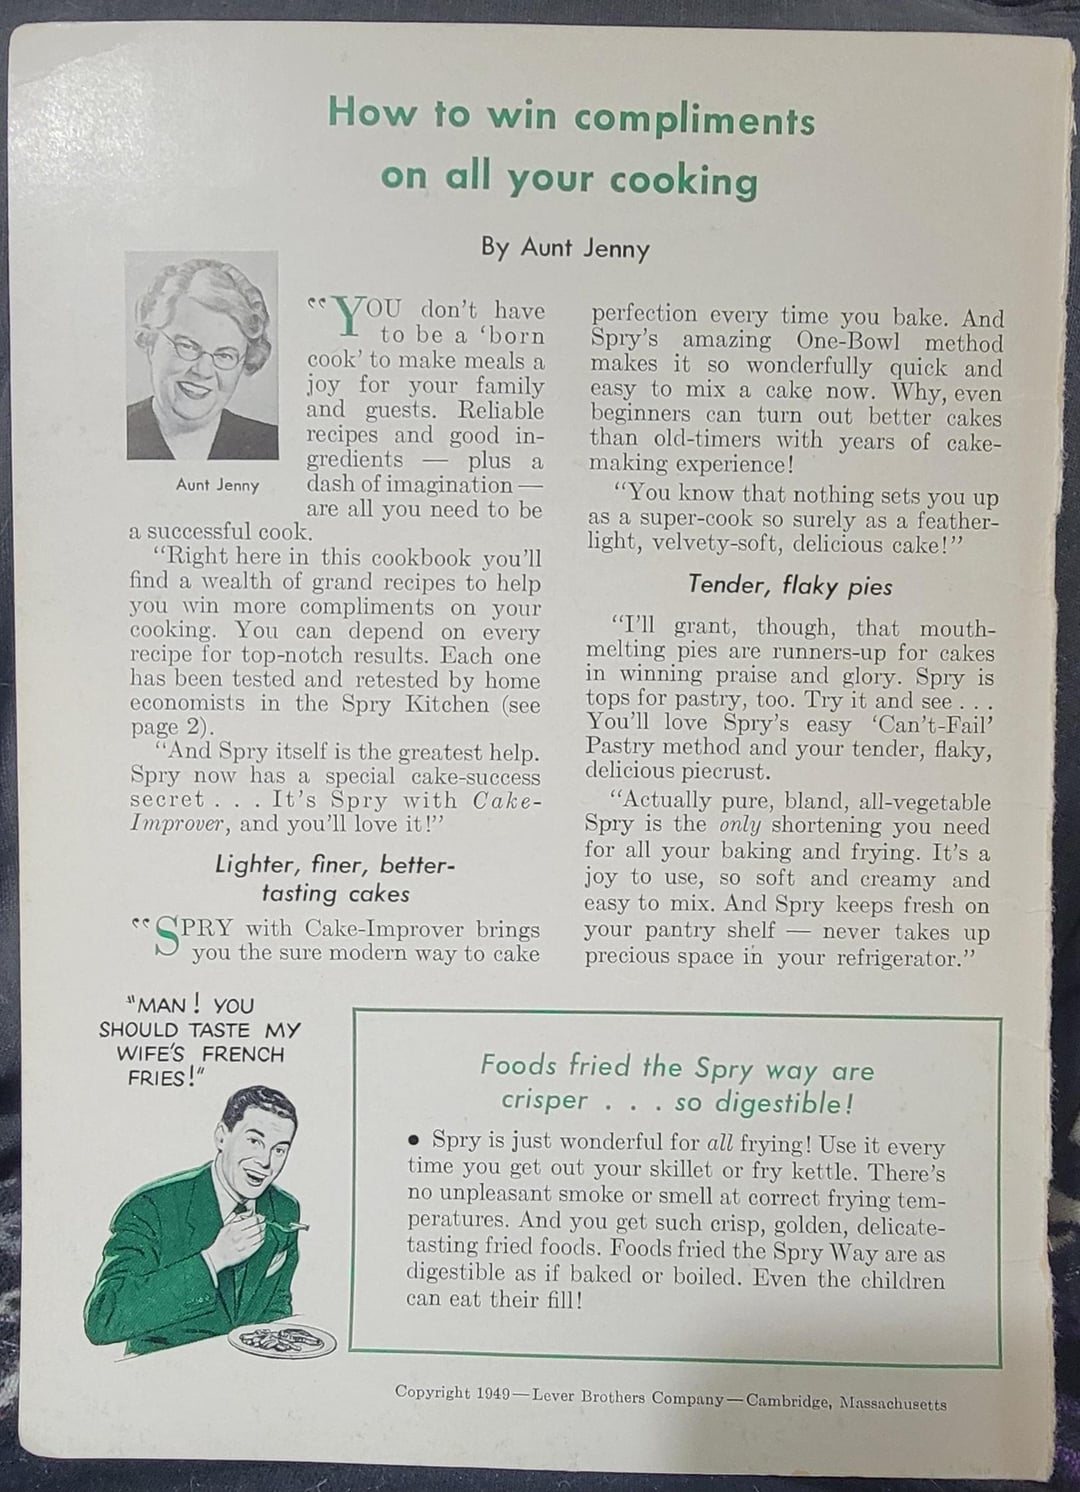 How to win compliments
on all your cooking
By Aunt Jenny
Aunt Jenny
“YOU don't have
to be a ‘born
cook’ to make meals a
joy for your family
and guests. Reliable
recipes and good in-
gredients — plus a
dash of imagination —
are all you need to be
a successful cook.
“Right here in this cookbook you'll
find a wealth of grand recipes to help
you win more compliments on your
cooking. You can depend on every
recipe for top-notch results. Each one
has been tested and retested by home
economists in the Spry Kitchen (see
page 2).
“And Spry itself is the greatest help.
Spry now has a special cake-success
secret . . . It's Spry with Cake-
Improver, and you'll love it!”
Lighter, finer, better-
tasting cakes
“SPRY with Cake-Improver brings
you the sure modern way to cake
perfection every time you bake. And
Spry's amazing One-Bowl method
makes it so wonderfully quick and
easy to mix a cake now. Why, even
beginners can turn out better cakes
than old-timers with years of cake-
making experience!
“You know that nothing sets you up
as a super-cook so surely as a feather-
light, velvety-soft, delicious cake!”
Tender, flaky pies
“I'll grant, though, that mouth-
melting pies are runners-up for cakes
in winning praise and glory. Spry is
tops for pastry, too. Try it and see . . .
You'll love Spry's easy ‘Can't-Fail’
Pastry method and your tender, flaky,
delicious piecrust.
“Actually pure, bland, all-vegetable
Spry is the only shortening you need
for all your baking and frying. It's a
joy to use, so soft and creamy and
easy to mix. And Spry keeps fresh on
your pantry shelf — never takes up
precious space in your refrigerator.”
“MAN! YOU
SHOULD TASTE MY
WIFE'S FRENCH
FRIES!”
Foods fried the Spry way are
crisper . . . so digestible!
● Spry is just wonderful for all frying! Use it every
time you get out your skillet or fry kettle. There's
no unpleasant smoke or smell at correct frying tem-
peratures. And you get such crisp, golden, delicate-
tasting fried foods. Foods fried the Spry Way are as
digestible as if baked or boiled. Even the children
can eat their fill!
Copyright 1949—Lever Brothers Company—Cambridge, Massachusetts